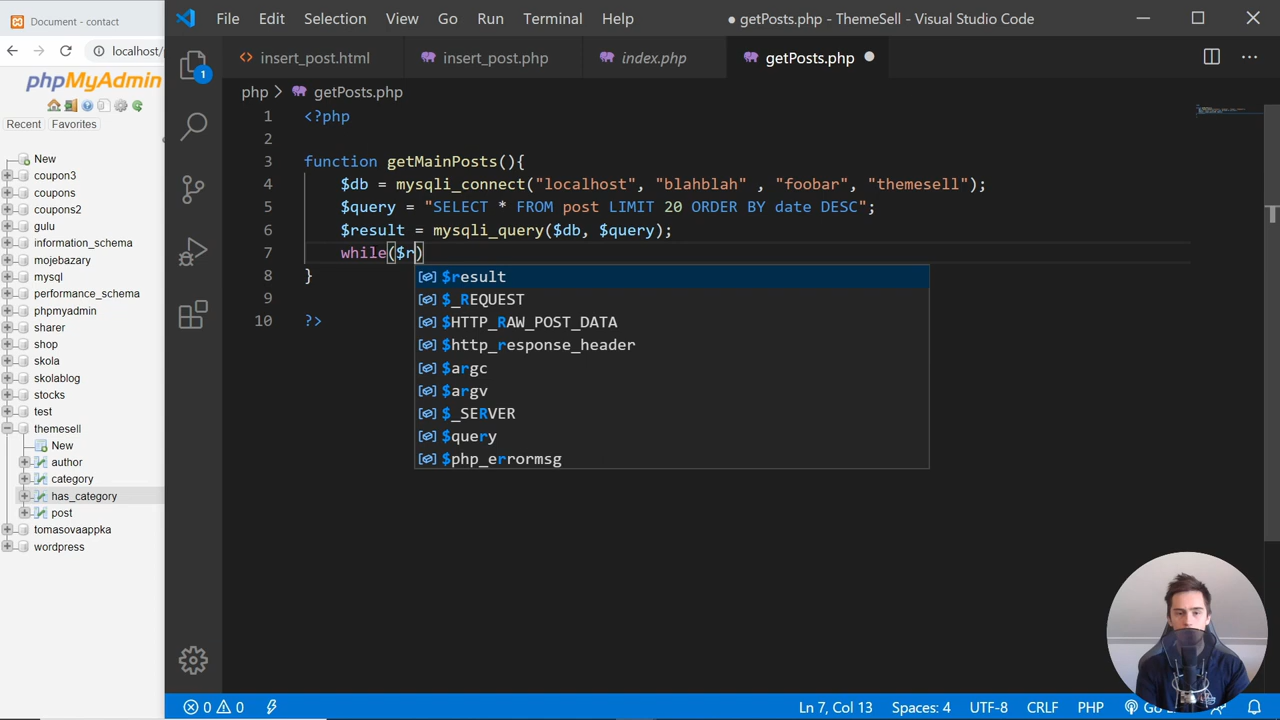 Document - contact
localhost/
phpMyAdmin
Recent
Favorites
New
coupon3
coupons
coupons2
gulu
information_schema
mojebazary
mysql
performance_schema
phpmyadmin
sharer
shop
skola
skolablog
stocks
test
themesell
New
author
category
has_category
post
tomasovaappka
wordpress
File Edit Selection View Go Run Terminal Help
● getPosts.php - ThemeSell - Visual Studio Code
insert_post.html insert_post.php index.php getPosts.php
php > getPosts.php
1
1 <?php
2
3 function getMainPosts(){
4 $db = mysqli_connect("localhost", "blahblah" , "foobar", "themesell");
5 $query = "SELECT * FROM post LIMIT 20 ORDER BY date DESC";
6 $result = mysqli_query($db, $query);
7 while($r)
8 }
9
10 ?>
$result
$_REQUEST
$HTTP_RAW_POST_DATA
$http_response_header
$argc
$argv
$_SERVER
$query
$php_errormsg
0 0 Ln 7, Col 13 Spaces: 4 UTF-8 CRLF PHP Go